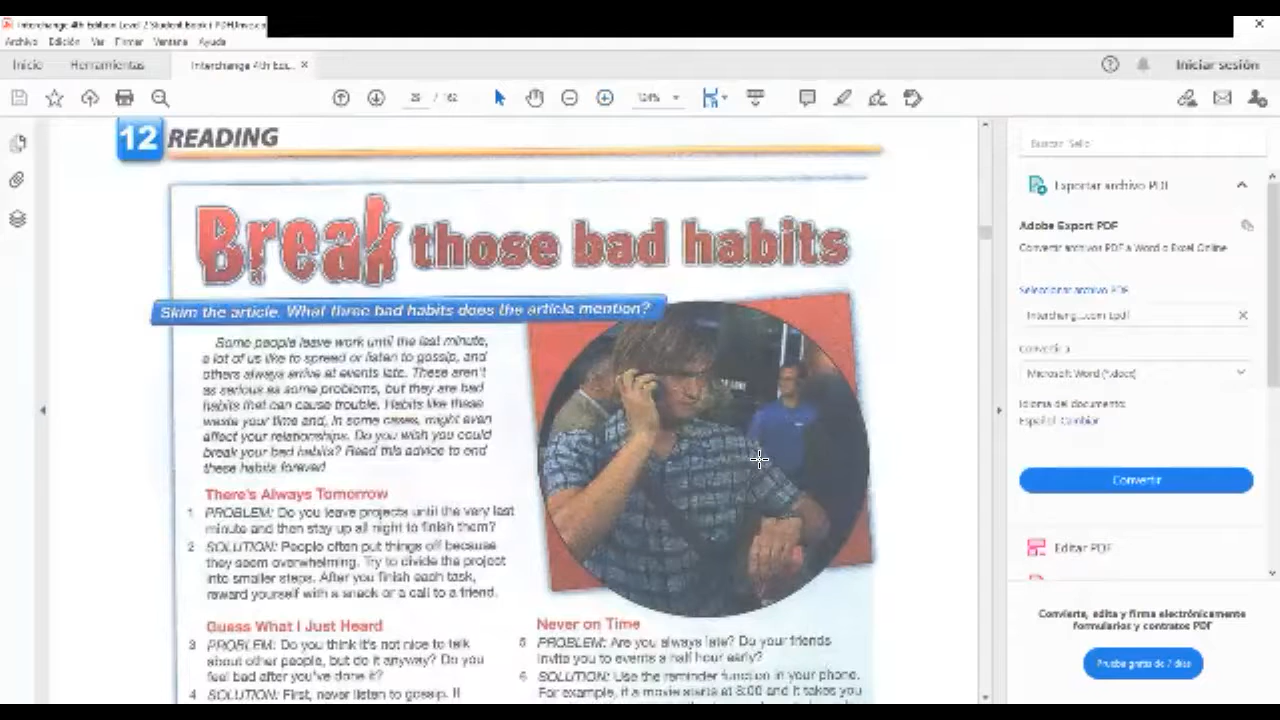 Interchange 4th Edition Level 2 Student Book
Archivo Edición Ver Firmar Ventana Ayuda
Inicio Herramientas Interchange 4th Edi... ×
Iniciar sesión
/ 162
124%
12 READING
Break those bad habits
Skim the article. What three bad habits does the article mention?
Some people leave work until the last minute,
a lot of us like to spread or listen to gossip, and
others always arrive at events late. These aren't
as serious as some problems, but they are bad
habits that can cause trouble. Habits like these
waste your time and, in some cases, might even
affect your relationships. Do you wish you could
break your bad habits? Read this advice to end
these habits forever!
There's Always Tomorrow
1 PROBLEM: Do you leave projects until the very last
minute and then stay up all night to finish them?
2 SOLUTION: People often put things off because
they seem overwhelming. Try to divide the project
into smaller steps. After you finish each task,
reward yourself with a snack or a call to a friend.
Guess What I Just Heard
3 PROBLEM: Do you think it's not nice to talk
about other people, but do it anyway? Do you
feel bad after you've done it?
4 SOLUTION: First, never listen to gossip. If
Never on Time
5 PROBLEM: Are you always late? Do your friends
invite you to events a half hour early?
6 SOLUTION: Use the reminder function in your phone.
For example, if a movie starts at 8:00 and it takes you
Exportar archivo PDF
Adobe Export PDF
Convertir archivos PDF a Word o Excel Online
Seleccionar archivo PDF
Convertir a
Microsoft Word (*.docx)
Idioma del documento:
Español Cambiar
Convertir
Editar PDF
Convierte, edita y firma electrónicamente
formularios y contratos PDF
Prueba gratis de 7 días